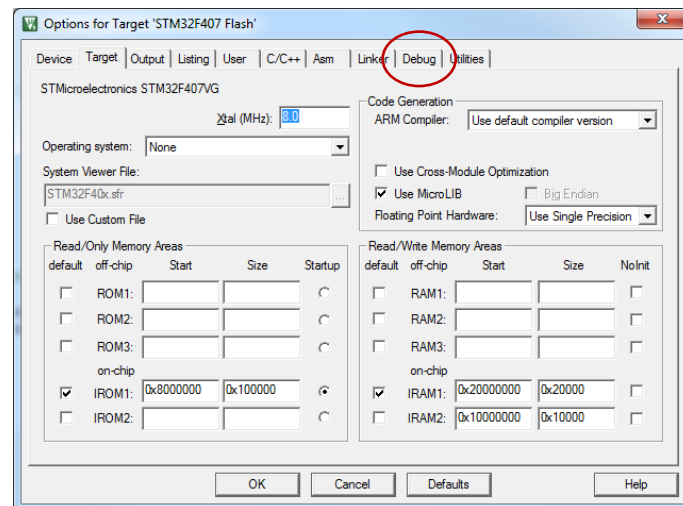 Options for Target 'STM32F407 Flash'
Device Target Output Listing User C/C++ Asm Linker Debug Utilities
STMicroelectronics STM32F407VG
Xtal (MHz): 8.0
Operating system: None
System Viewer File:
STM32F40x.sfr ...
Use Custom File
Code Generation
ARM Compiler: Use default compiler version
Use Cross-Module Optimization
Use MicroLIB Big Endian
Floating Point Hardware: Use Single Precision
Read/Only Memory Areas
default off-chip Start Size Startup
ROM1:
ROM2:
ROM3:
on-chip
IROM1: 0x8000000 0x100000
IROM2:
Read/Write Memory Areas
default off-chip Start Size NoInit
RAM1:
RAM2:
RAM3:
on-chip
IRAM1: 0x20000000 0x20000
IRAM2: 0x10000000 0x10000
OK Cancel Defaults Help